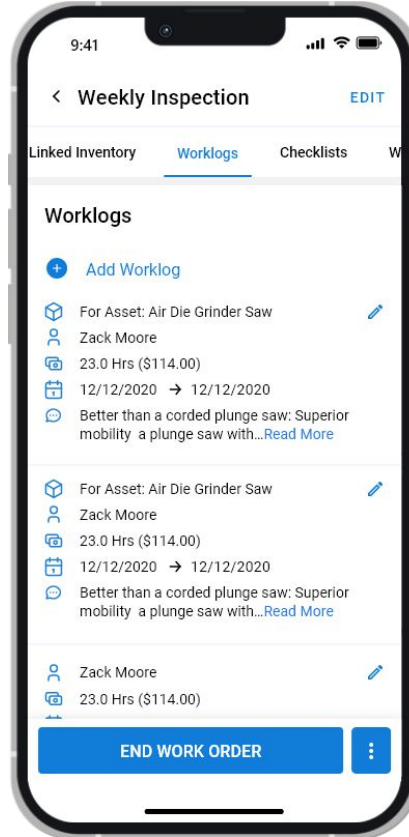 9:41
Weekly Inspection EDIT
Linked Inventory Worklogs Checklists W
Worklogs
Add Worklog
For Asset: Air Die Grinder Saw
Zack Moore
23.0 Hrs ($114.00)
12/12/2020 → 12/12/2020
Better than a corded plunge saw: Superior
mobility a plunge saw with...Read More
For Asset: Air Die Grinder Saw
Zack Moore
23.0 Hrs ($114.00)
12/12/2020 → 12/12/2020
Better than a corded plunge saw: Superior
mobility a plunge saw with...Read More
Zack Moore
23.0 Hrs ($114.00)
END WORK ORDER